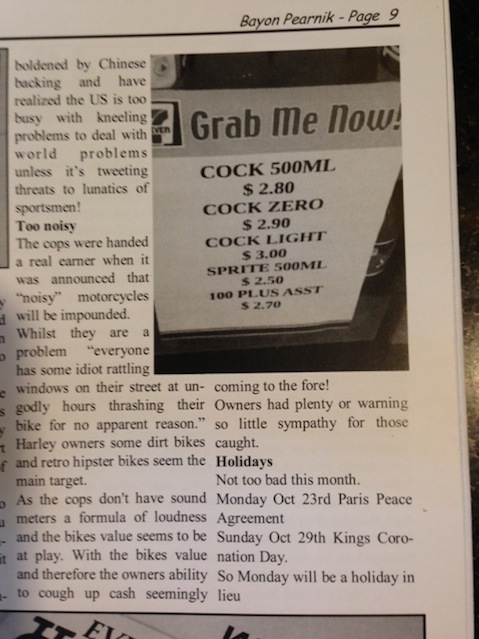 Bayon Pearnik - Page 9
boldened by Chinese
backing and have
realized the US is too
busy with kneeling
problems to deal with
world problems
unless it's tweeting
threats to lunatics of
sportsmen!
Too noisy
The cops were handed
a real earner when it
was announced that
"noisy" motorcycles
will be impounded.
Whilst they are a
problem "everyone
has some idiot rattling
windows on their street at un-
godly hours thrashing their
bike for no apparent reason."
Harley owners some dirt bikes
and retro hipster bikes seem the
main target.
As the cops don't have sound
meters a formula of loudness
and the bikes value seems to be
at play. With the bikes value
and therefore the owners ability
to cough up cash seemingly
Grab Me Now!
COCK 500ML
$ 2.80
COCK ZERO
$ 2.90
COCK LIGHT
$ 3.00
SPRITE 500ML
$ 2.50
100 PLUS ASST
$ 2.70
coming to the fore!
Owners had plenty or warning
so little sympathy for those
caught.
Holidays
Not too bad this month.
Monday Oct 23rd Paris Peace
Agreement
Sunday Oct 29th Kings Coro-
nation Day.
So Monday will be a holiday in
lieu